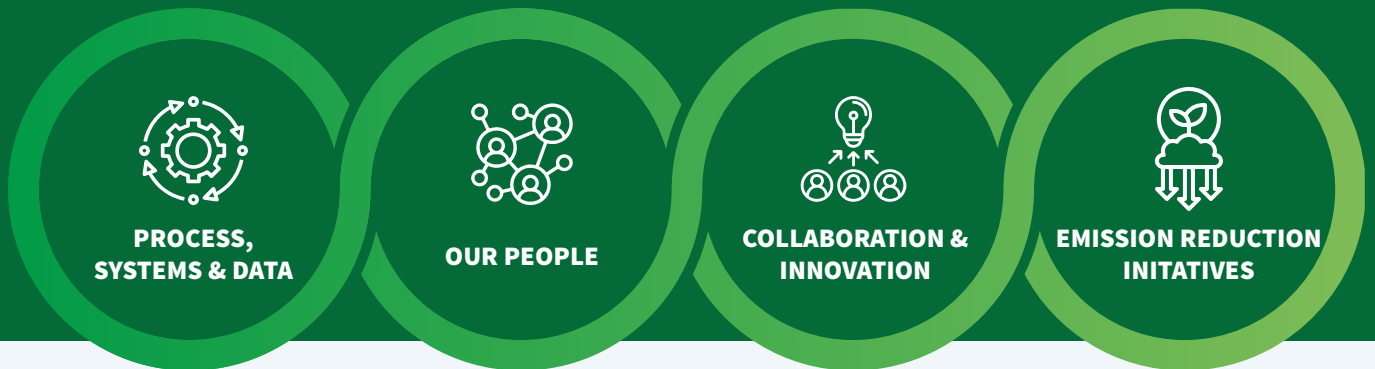 PROCESS,
SYSTEMS & DATA
OUR PEOPLE
COLLABORATION &
INNOVATION
EMISSION REDUCTION
INITATIVES